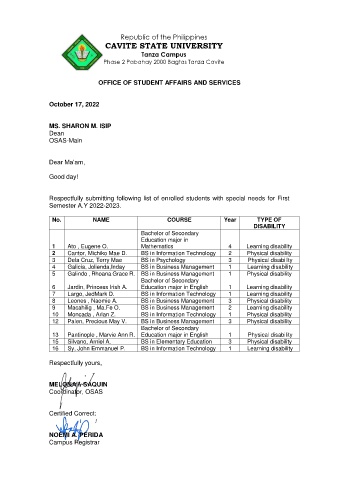 Republic of the Philippines
CAVITE STATE UNIVERSITY
Tanza Campus
Phase 2 Pabahay 2000 Bagtas Tanza Cavite
OFFICE OF STUDENT AFFAIRS AND SERVICES
October 17, 2022
MS. SHARON M. ISIP
Dean
OSAS-Main
Dear Ma'am,
Good day!
Respectfully submitting following list of enrolled students with special needs for First
Semester A.Y 2022-2023.
No. NAME COURSE Year TYPE OF DISABILITY
Bachelor of Secondary
Education major in
1 Ato , Eugene O. Mathematics 4 Learning disability
2 Cantor, Michiko Mae D. BS in Information Technology 2 Physical disability
3 Dela Cruz, Terry Mae BS in Psychology 3 Physical disability
4 Galicia, Jolienda,Inday BS in Business Management 1 Learning disability
5 Galindo , Rhoana Grace R. BS in Business Management 1 Physical disability
Bachelor of Secondary
6 Jardin, Princess Irish A. Education major in English 1 Learning disability
7 Largo, JedMark D. BS in Information Technology 1 Physical disability
8 Leones , Naomie A. BS in Business Management 3 Physical disability
9 Macahilig , Ma.Fe O. BS in Business Management 2 Learning disability
10 Moncada , Arian Z. BS in Information Technology 1 Physical disability
12 Palen, Precious May V. BS in Business Management 3 Physical disability
Bachelor of Secondary
13 Pantinople , Marvie Ann R. Education major in English 1 Physical disability
15 Silvano, Arniel A. BS in Elementary Education 3 Physical disability
16 Sy, John Emmanuel P. BS in Information Technology 1 Learning disability
Respectfully yours,
SAQUIN
Coordinator, OSAS
Certified Correct:
NOEMI A. PERIDA
Campus Registrar